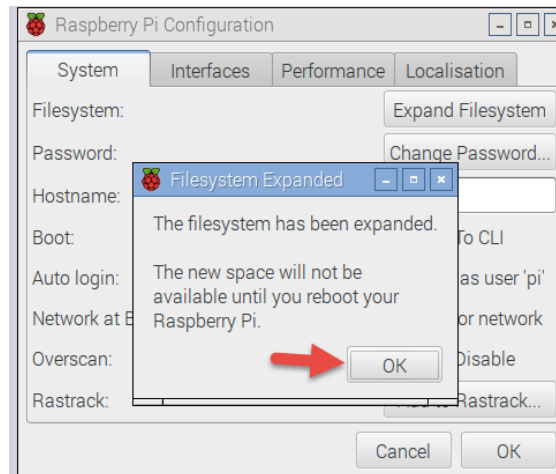 Raspberry Pi Configuration
System Interfaces Performance Localisation
Filesystem: Expand Filesystem
Password: Change Password...
Filesystem Expanded
Hostname:
The filesystem has been expanded.
Boot: To CLI
The new space will not be
Auto login: as user 'pi'
available until you reboot your
Network at B or network
Raspberry Pi.
Overscan: Disable
OK
Rastrack: Rastrack...
Cancel OK